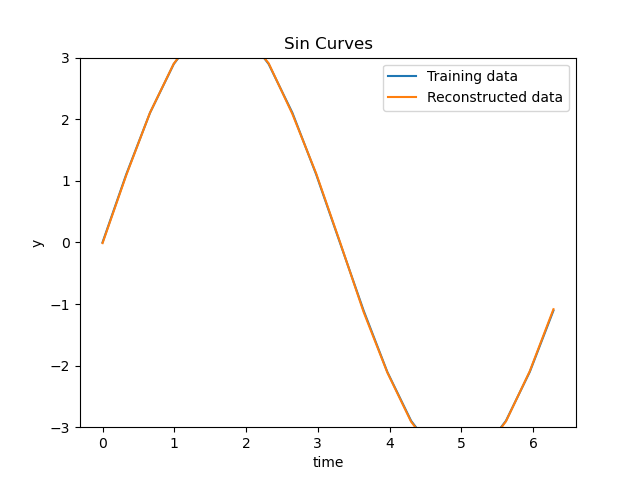 Sin Curves
Training data
Reconstructed data
3
2
1
0
−1
−2
−3
y
0 1 2 3 4 5 6
time